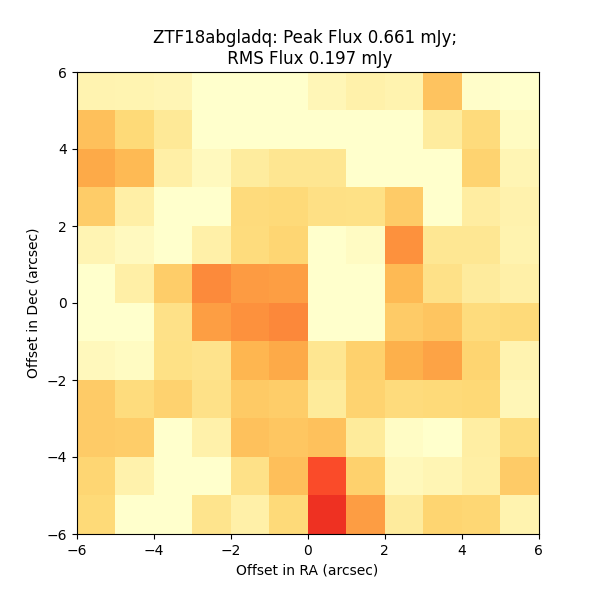 ZTF18abgladq: Peak Flux 0.661 mJy;
RMS Flux 0.197 mJy
6
4
2
0
−2
−4
−6
Offset in Dec (arcsec)
−6 −4 −2 0 2 4 6
Offset in RA (arcsec)